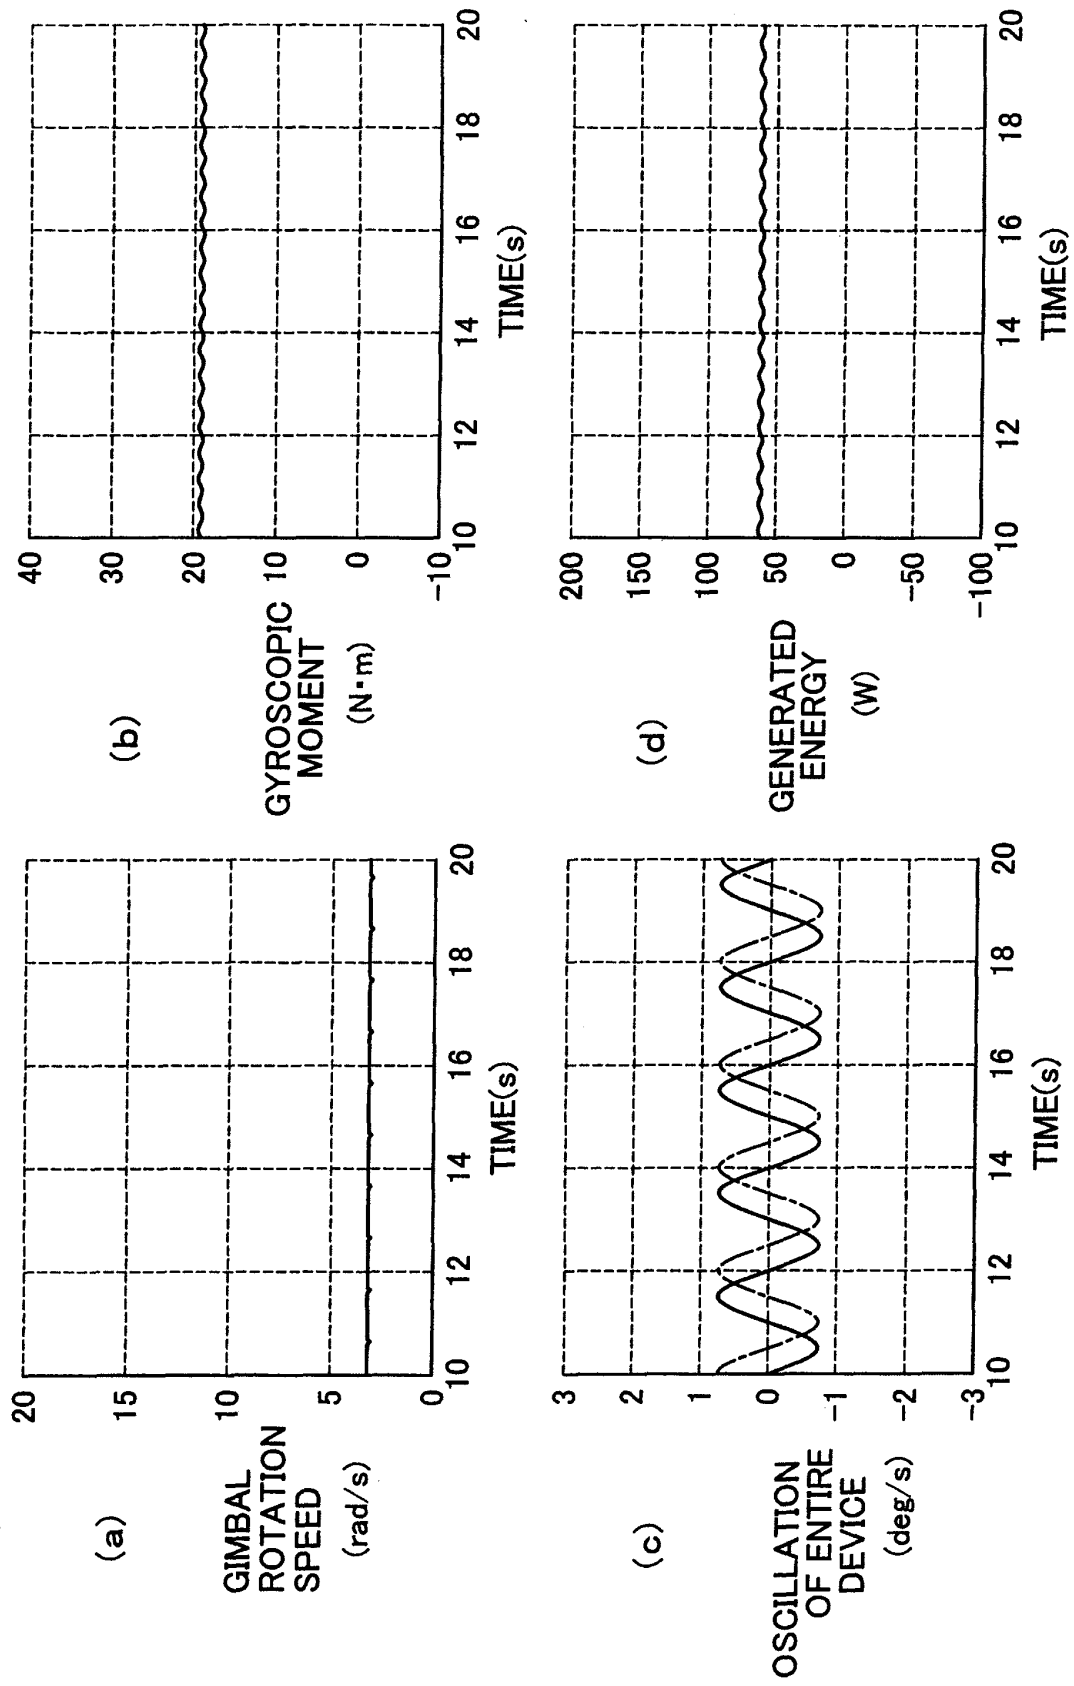 (a)
GIMBAL
ROTATION
SPEED
(rad/s)
20
15
10
5
0
10
12
14
16
18
20
TIME(s)
(b)
GYROSCOPIC
MOMENT
(N·m)
40
30
20
10
0
-10
10
12
14
16
18
20
TIME(s)
(c)
OSCILLATION
OF ENTIRE
DEVICE
(deg/s)
3
2
1
0
-1
-2
-3
10
12
14
16
18
20
TIME(s)
(d)
GENERATED
ENERGY
(W)
200
150
100
50
0
-50
-100
10
12
14
16
18
20
TIME(s)